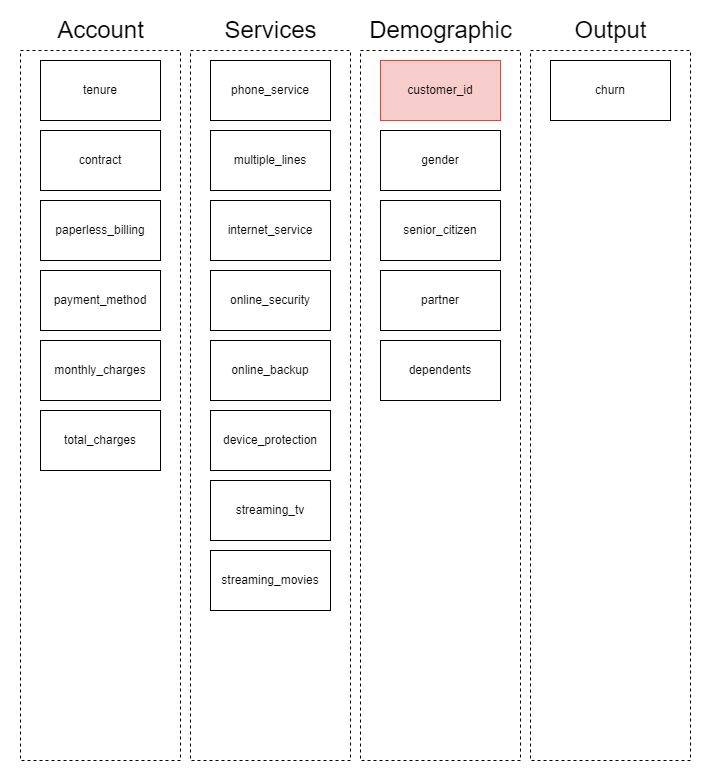 Account
tenure
contract
paperless_billing
payment_method
monthly_charges
total_charges
Services
phone_service
multiple_lines
internet_service
online_security
online_backup
device_protection
streaming_tv
streaming_movies
Demographic
customer_id
gender
senior_citizen
partner
dependents
Output
churn